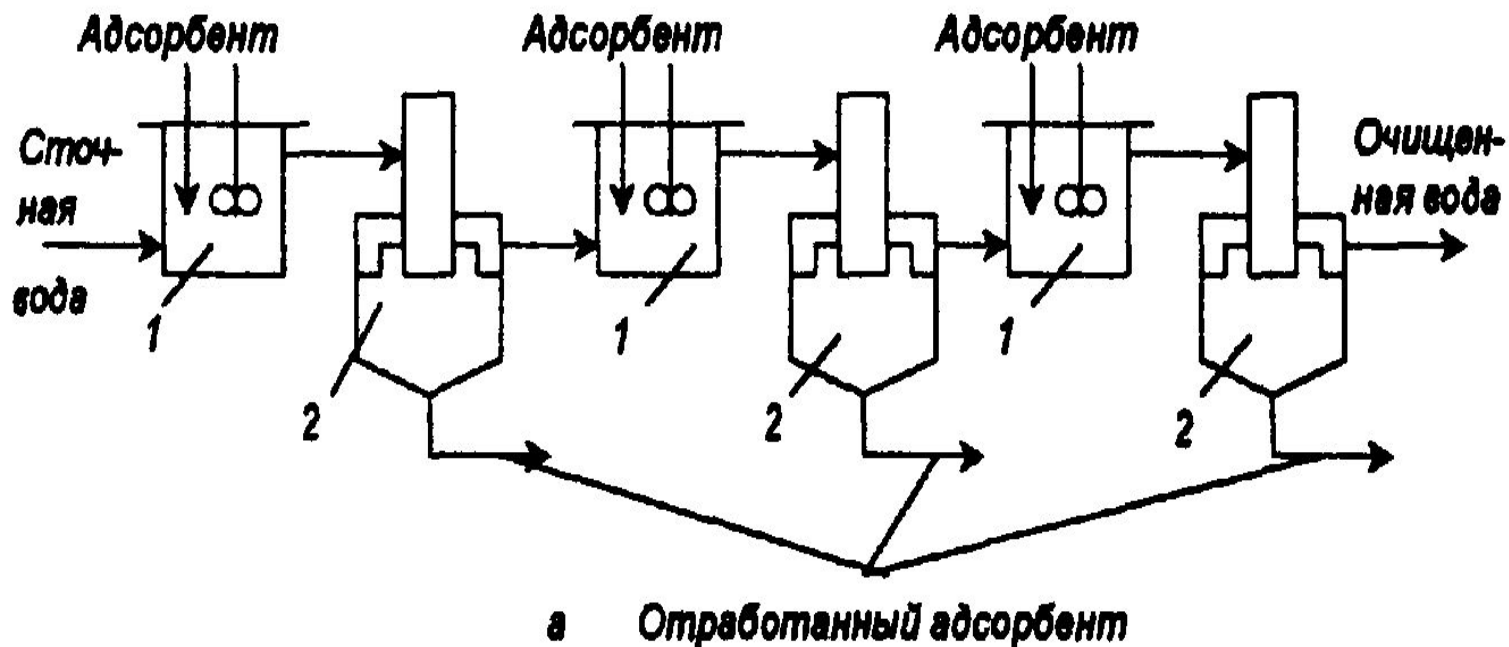 Адсорбент
Адсорбент
Адсорбент
Сточ-
ная
вода
Очищен-
ная вода
1
1
1
2
2
2
а
Отработанный адсорбент